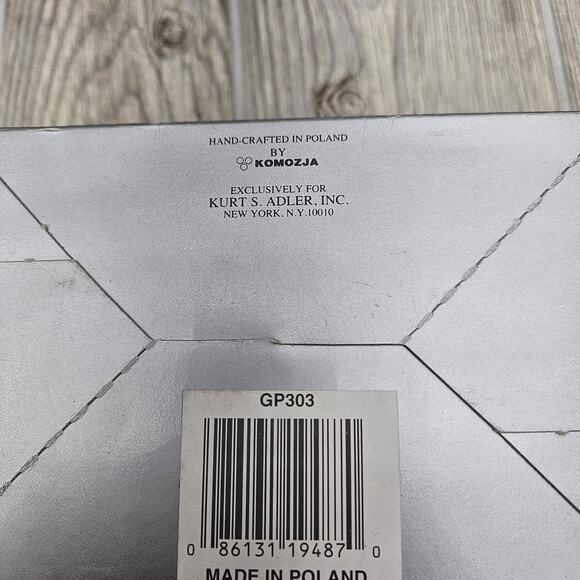 HAND-CRAFTED IN POLAND
BY
KOMOZJA
EXCLUSIVELY FOR
KURT S. ADLER, INC.
NEW YORK, N.Y.10010
GP303
0 86131 19487 0
MADE IN POLAND